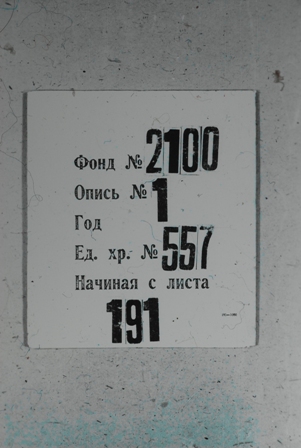 Фонд № 2100
Опись № 1
Год
Ед. хр. № 557
Начиная с листа
191